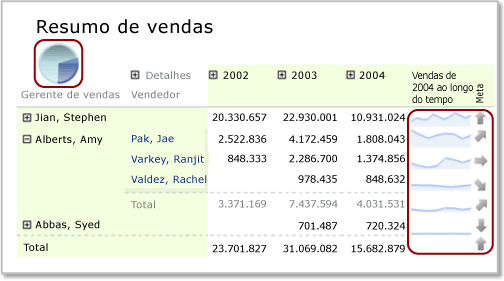 Resumo de vendas
Detalhes 2002 2003 2004 Vendas de 2004 ao longo do tempo Meta
Gerente de vendas Vendedor
Jian, Stephen 20.330.657 22.930.001 10.931.024
Alberts, Amy Pak, Jae 2.522.836 4.172.459 1.808.043
Varkey, Ranjit 848.333 2.286.700 1.374.856
Valdez, Rachel 978.435 848.632
Total 3.371.169 7.437.594 4.031.531
Abbas, Syed 701.487 720.324
Total 23.701.827 31.069.082 15.682.879